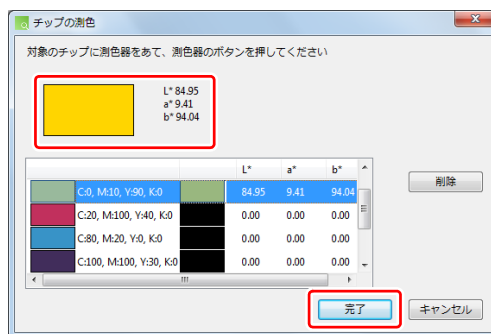 チップの測色
対象のチップに測色器をあて、測色器のボタンを押してください
L* 84.95
a* 9.41
b* 94.04
L* a* b*
C:0, M:10, Y:90, K:0 84.95 9.41 94.04
C:20, M:100, Y:40, K:0 0.00 0.00 0.00
C:80, M:20, Y:0, K:0 0.00 0.00 0.00
C:100, M:100, Y:30, K:0 0.00 0.00 0.00
削除
完了 キャンセル